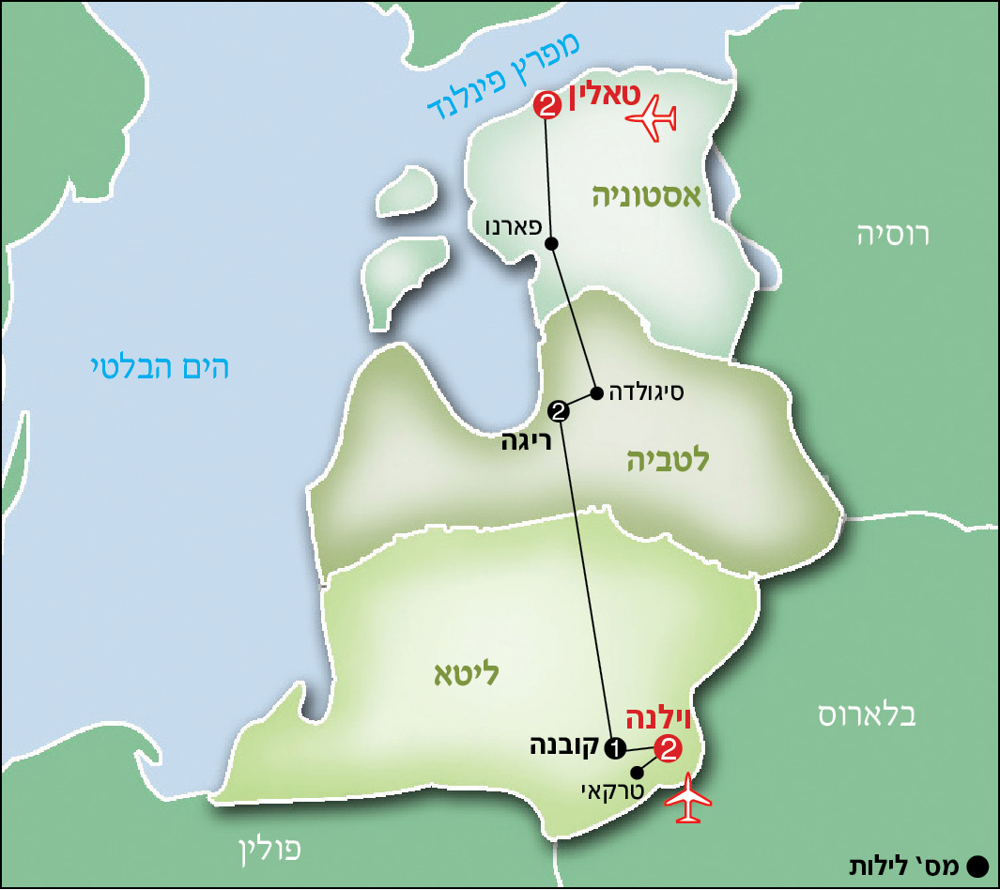 מפרץ פינלנד
טאלין
2
אסטוניה
פארנו
רוסיה
הים הבלטי
סיגולדה
2
ריגה
לטביה
ליטא
וילנה
2
קובנה
1
טרקאי
בלארוס
פולין
מס' לילות